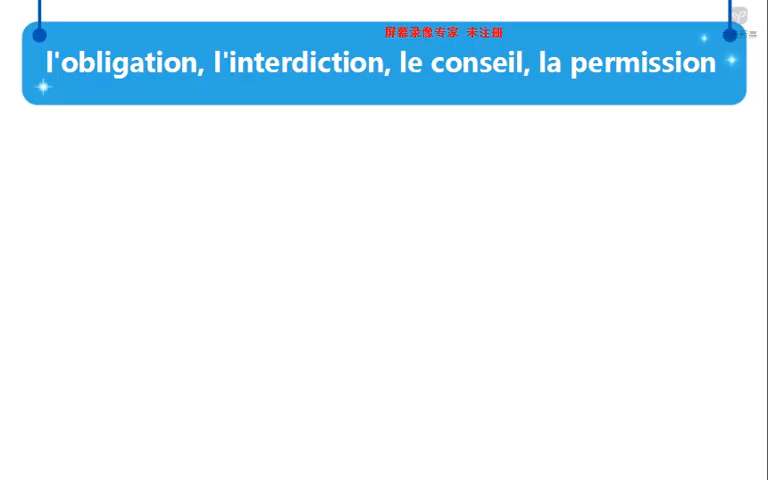 屏幕录像专家 未注册
l'obligation, l'interdiction, le conseil, la permission